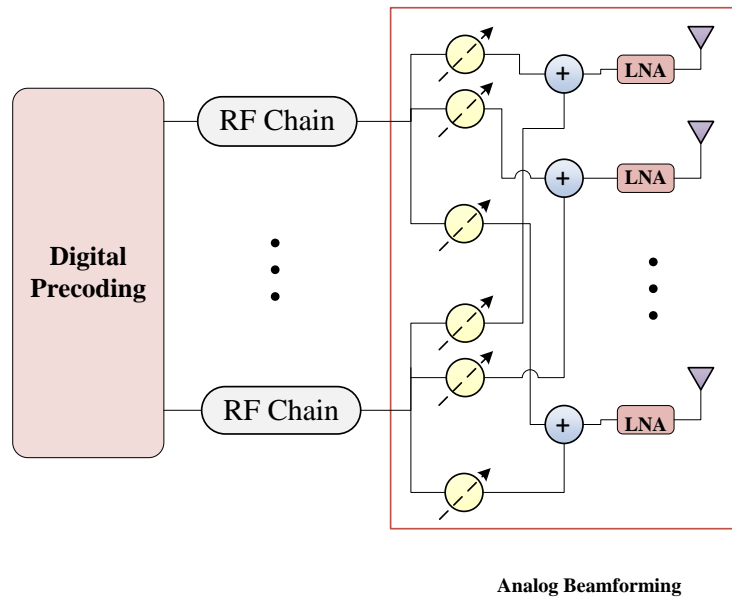 LNA
RF Chain
+
LNA
+
Digital
Precoding
RF Chain
LNA
+
Analog Beamforming